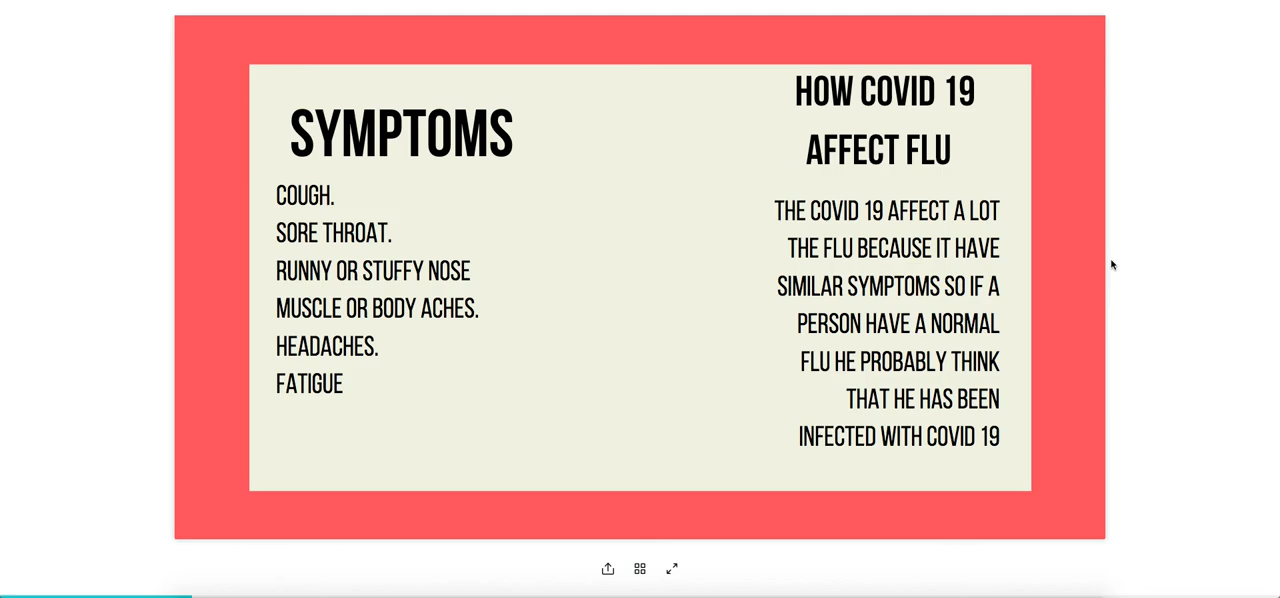 SYMPTOMS
COUGH.
SORE THROAT.
RUNNY OR STUFFY NOSE
MUSCLE OR BODY ACHES.
HEADACHES.
FATIGUE
HOW COVID 19
AFFECT FLU
THE COVID 19 AFFECT A LOT
THE FLU BECAUSE IT HAVE
SIMILAR SYMPTOMS SO IF A
PERSON HAVE A NORMAL
FLU HE PROBABLY THINK
THAT HE HAS BEEN
INFECTED WITH COVID 19